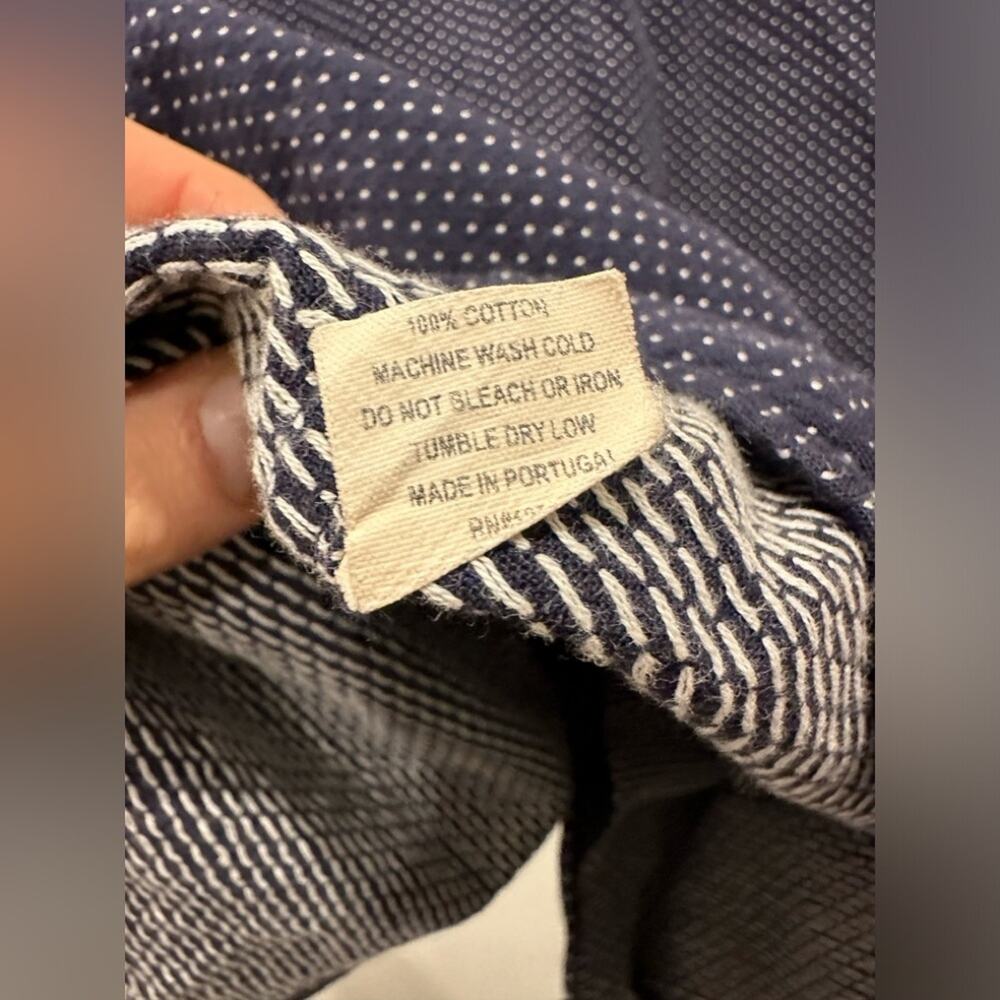 100% COTTON
MACHINE WASH COLD
DO NOT BLEACH OR IRON
TUMBLE DRY LOW
MADE IN PORTUGAL